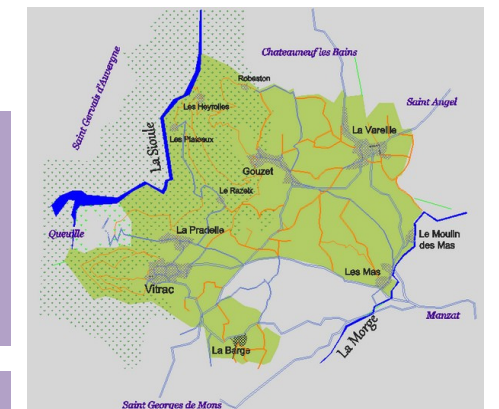 Chateauneuf les Bains
Saint Gervais d'Auvergne
Robeston
Les Heyrolles
Saint Angel
La Sioule
La Vareille
Les Plaiseux
Gouzet
Le Razeix
Queuille
La Pradelle
Le Moulin
des Mas
Les Mas
Vitrac
Manzat
La Morge
La Barge
Saint Georges de Mons